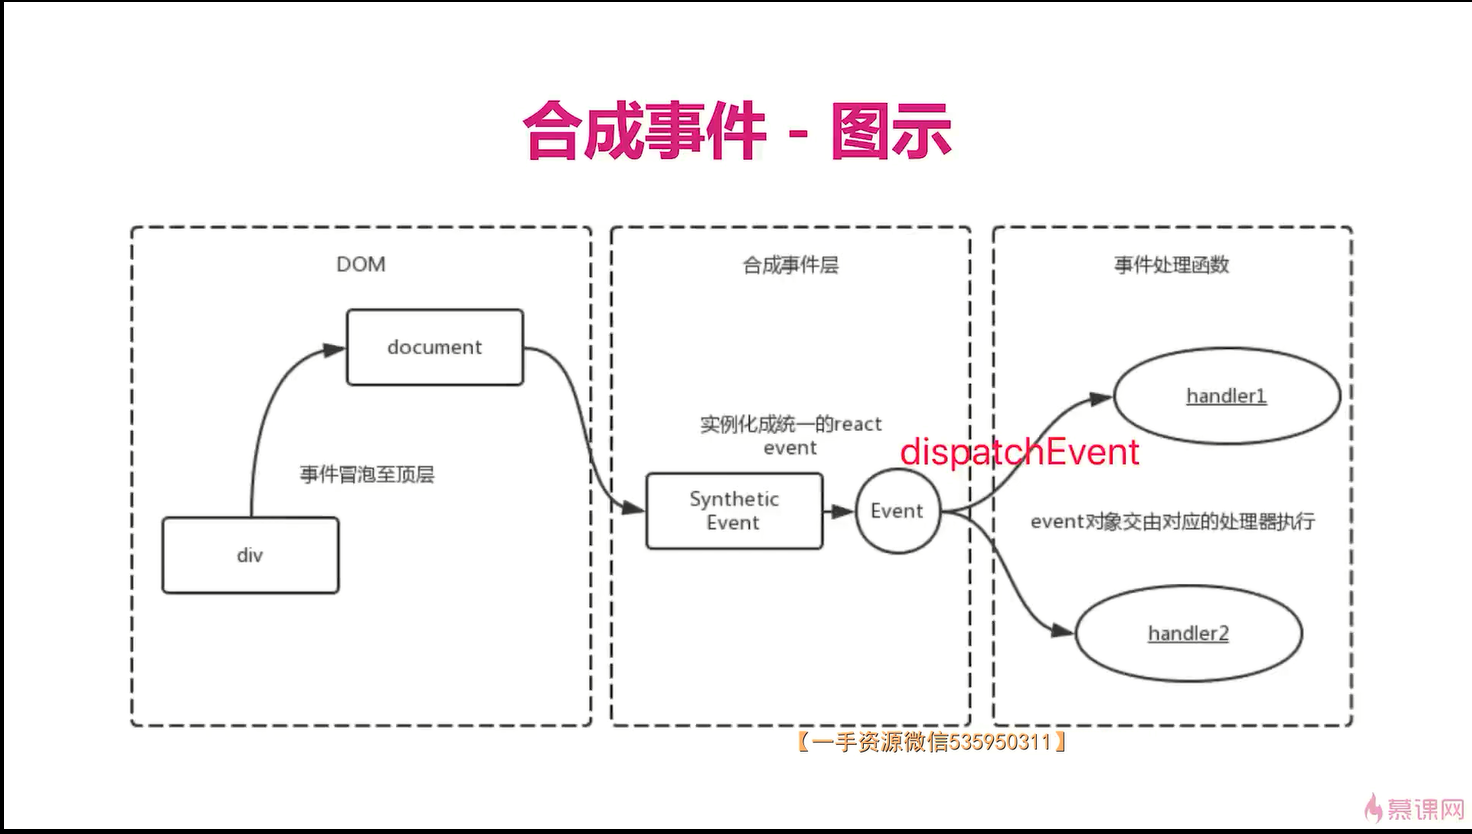 合成事件 - 图示
DOM
document
事件冒泡至顶层
div
合成事件层
实例化成统一的react
event
dispatchEvent
Synthetic
Event
Event
事件处理函数
handler1
event对象交由对应的处理器执行
handler2
【一手资源微信535950311】
慕课网